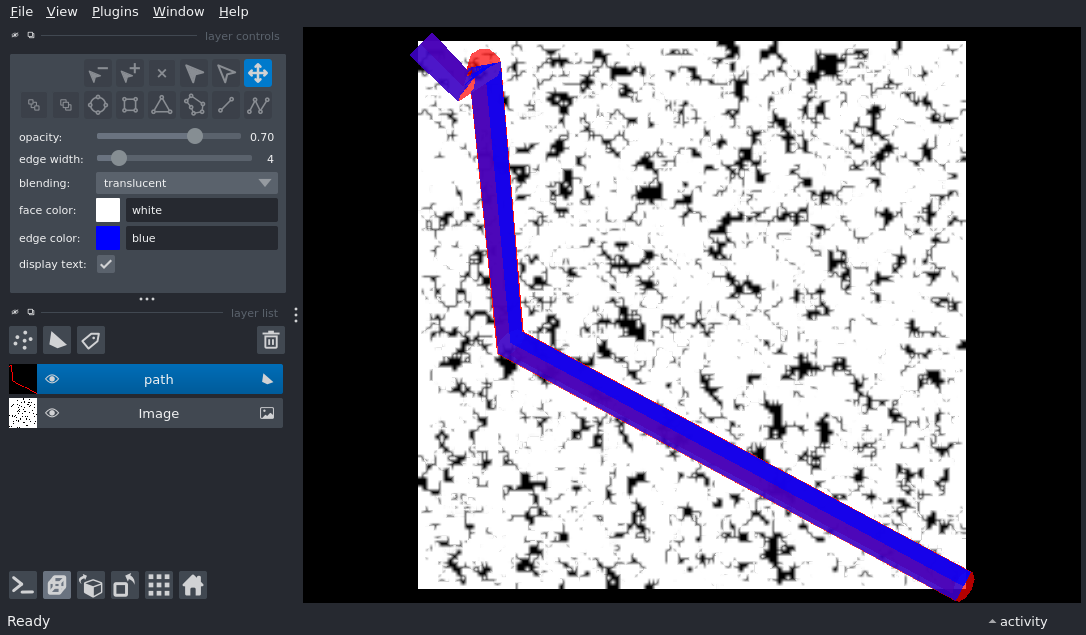 File View Plugins Window Help
layer controls
opacity: 0.70
edge width: 4
blending: translucent
face color: white
edge color: blue
display text:
layer list
path
Image
Ready
activity